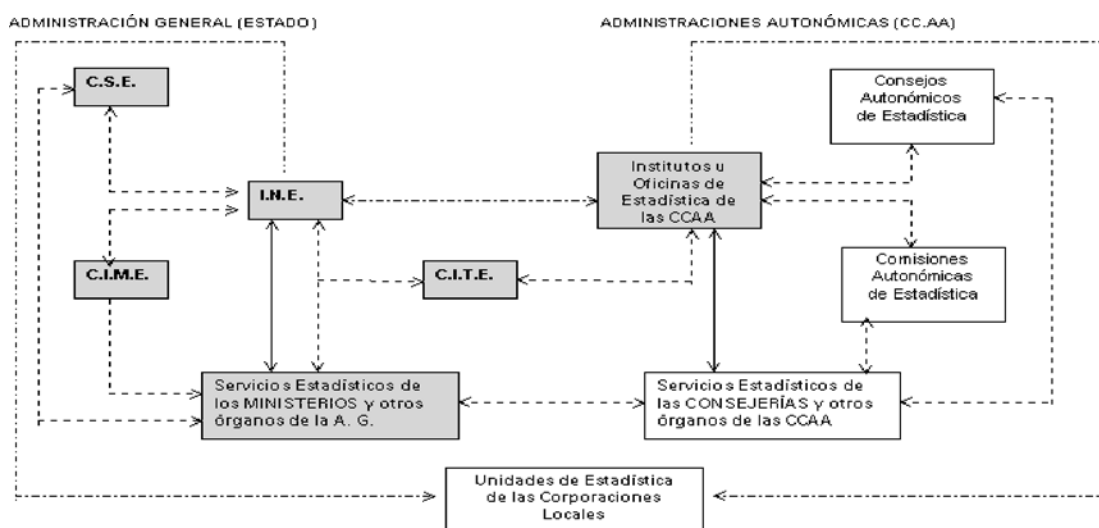 ADMINISTRACIÓN GENERAL (ESTADO)
ADMINISTRACIONES AUTONÓMICAS (CC.AA)
C.S.E.
Consejos
Autonómicos
de Estadística
I.N.E.
Institutos u
Oficinas de
Estadística de
las CCAA
C.I.M.E.
C.I.T.E.
Comisiones
Autonómicas
de Estadística
Servicios Estadísticos de
los MINISTERIOS y otros
órganos de la A. G.
Servicios Estadísticos de
las CONSEJERÍAS y otros
órganos de las CCAA
Unidades de Estadística
de las Corporaciones
Locales